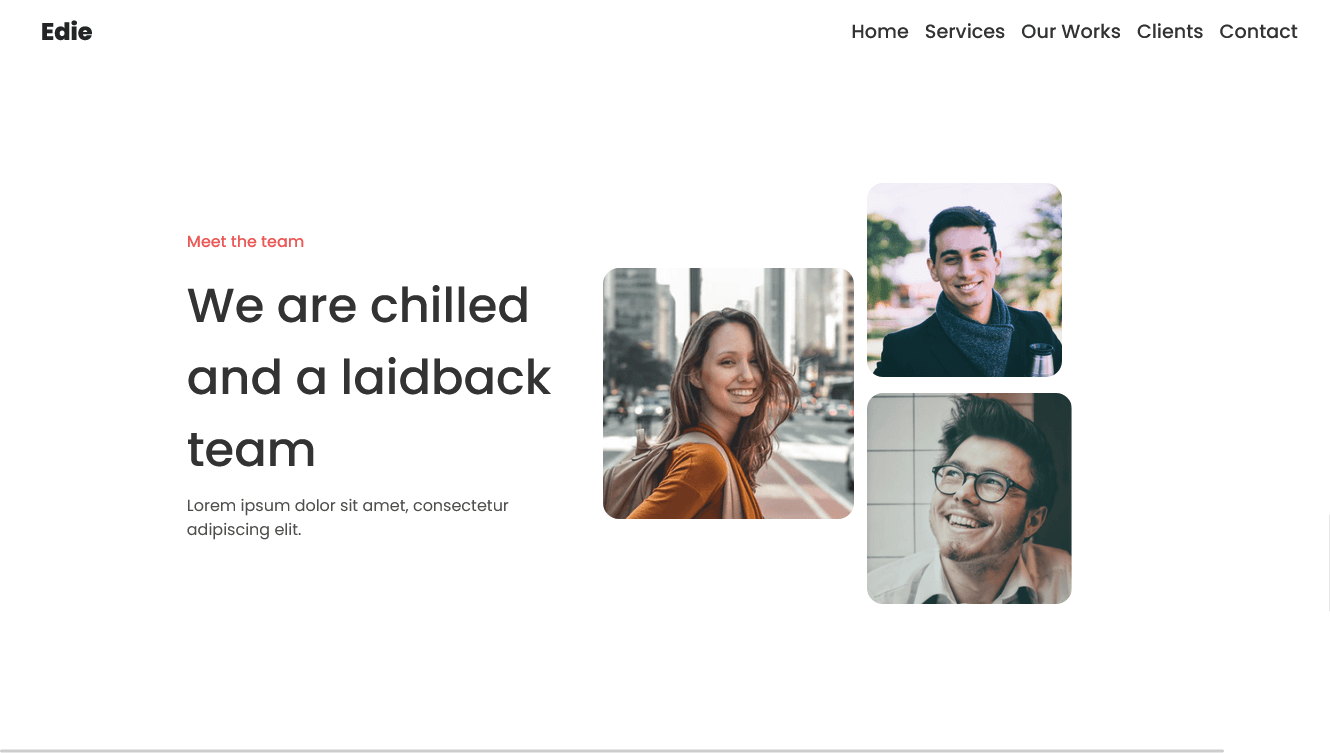 Edie
Home Services Our Works Clients Contact
Meet the team
We are chilled
and a laidback
team
Lorem ipsum dolor sit amet, consectetur
adipiscing elit.